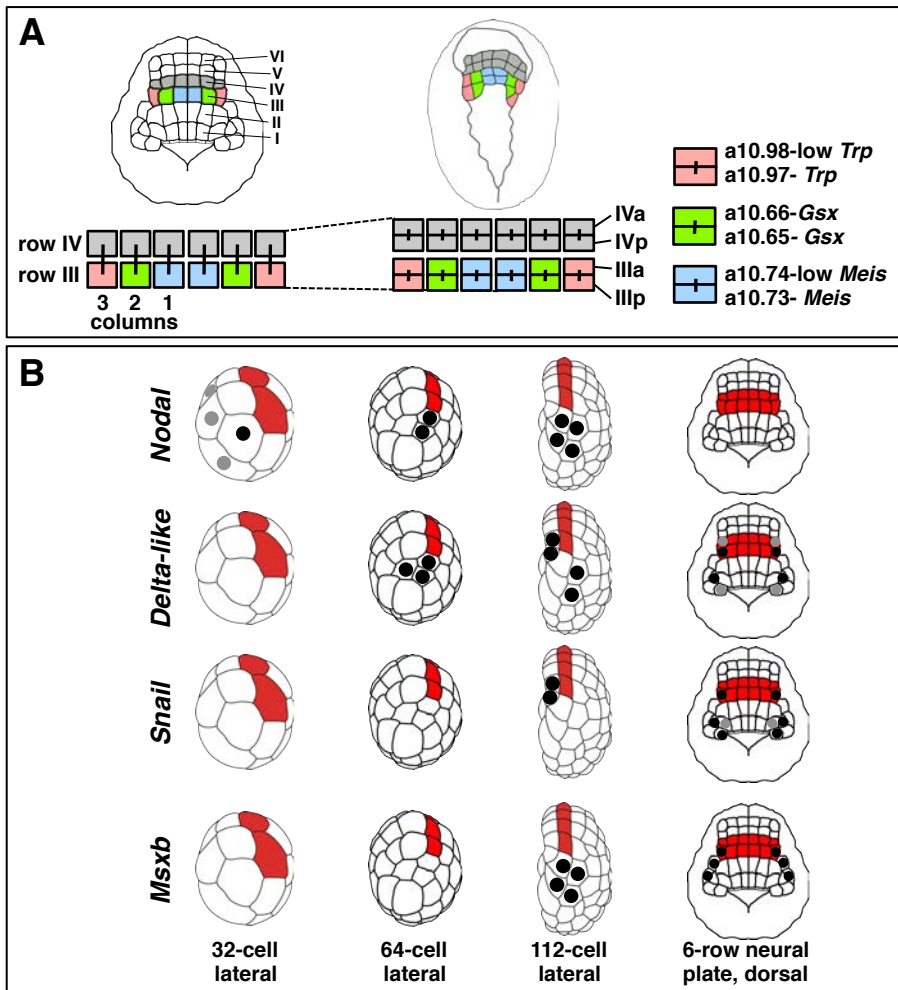 A
VI
V
IV
III
II
I
row IV
row III
3 2 1
columns
IVa
IVp
IIIa
IIIp
a10.98-low Trp
a10.97- Trp
a10.66-Gsx
a10.65- Gsx
a10.74-low Meis
a10.73- Meis
B
Nodal
Delta-like
Snail
Msxb
32-cell
lateral
64-cell
lateral
112-cell
lateral
6-row neural
plate, dorsal